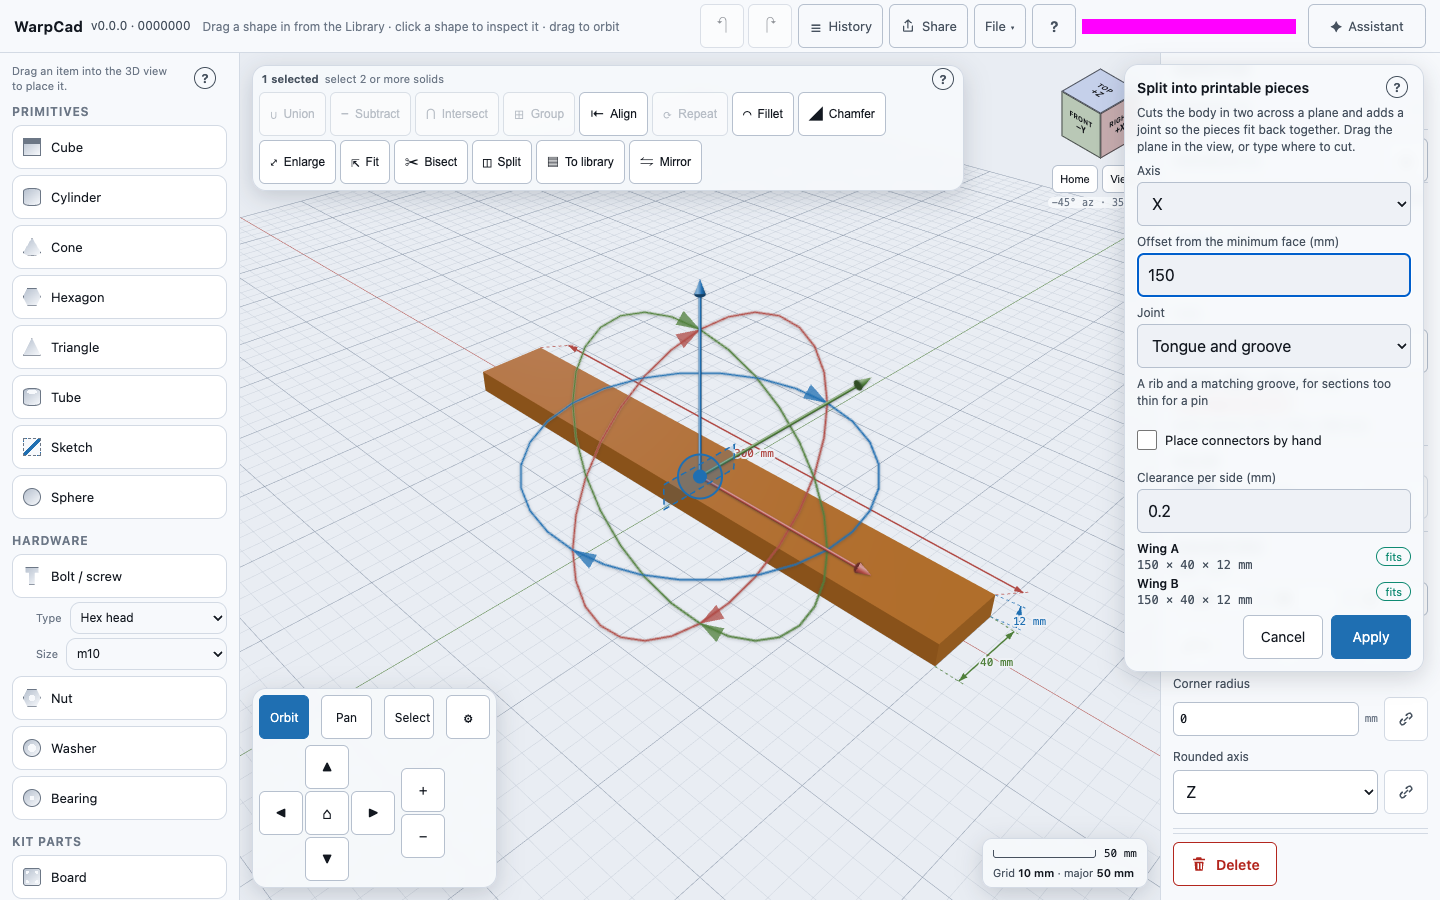 WarpCad v0.0.0 · 0000000 Drag a shape in from the Library · click a shape to inspect it · drag to orbit
History
Share
File
?
Assistant
Drag an item into the 3D view
to place it.
?
PRIMITIVES
Cube
Cylinder
Cone
Hexagon
Triangle
Tube
Sketch
Sphere
HARDWARE
Bolt / screw
Type Hex head
Size m10
Nut
Washer
Bearing
KIT PARTS
Board
1 selected select 2 or more solids
?
Union
Subtract
Intersect
Group
Align
Repeat
Fillet
Chamfer
Enlarge
Fit
Bisect
Split
To library
Mirror
TOP
+Z
FRONT
−Y
Home
−45° az · 35
12 mm
40 mm
Orbit
Pan
Select
+
−
50 mm
Grid 10 mm · major 50 mm
Split into printable pieces
?
Cuts the body in two across a plane and adds a
joint so the pieces fit back together. Drag the
plane in the view, or type where to cut.
Axis
X
Offset from the minimum face (mm)
150
Joint
Tongue and groove
A rib and a matching groove, for sections too
thin for a pin
Place connectors by hand
Clearance per side (mm)
0.2
Wing A
150 × 40 × 12 mm
fits
Wing B
150 × 40 × 12 mm
fits
Cancel
Apply
Corner radius
0 mm
Rounded axis
Z
Delete